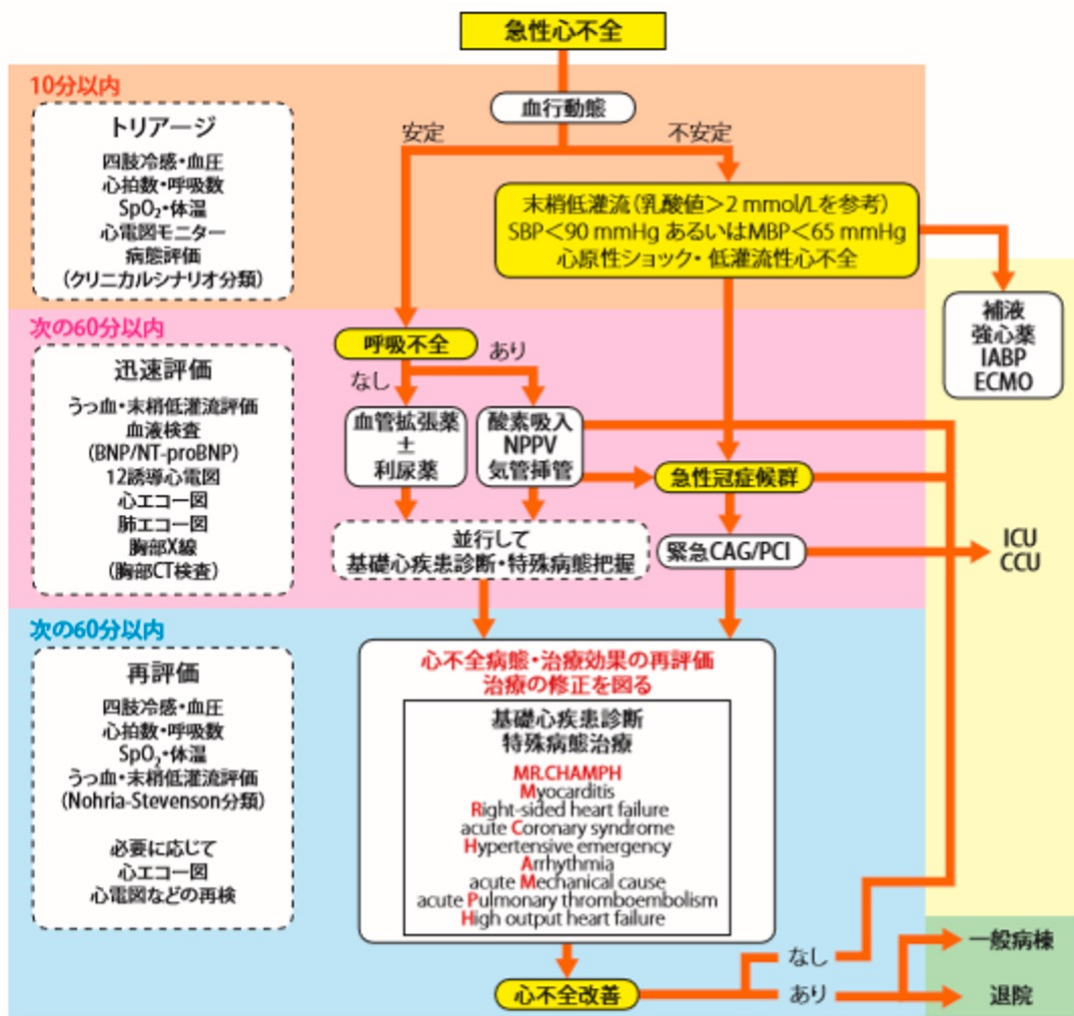 急性心不全
10分以内
トリアージ
四肢冷感・血圧
心拍数・呼吸数
SpO₂・体温
心電図モニター
病態評価
(クリニカルシナリオ分類)
血行動態
安定
不安定
末梢低灌流(乳酸値>2 mmol/Lを参考)
SBP<90 mmHg あるいはMBP<65 mmHg
心原性ショック・低灌流性心不全
補液
強心薬
IABP
ECMO
次の60分以内
迅速評価
うっ血・末梢低灌流評価
血液検査
(BNP/NT-proBNP)
12誘導心電図
心エコー図
肺エコー図
胸部X線
(胸部CT検査)
呼吸不全
あり
なし
血管拡張薬
±
利尿薬
酸素吸入
NPPV
気管挿管
急性冠症候群
並行して
基礎心疾患診断・特殊病態把握
緊急CAG/PCI
ICU
CCU
次の60分以内
再評価
四肢冷感・血圧
心拍数・呼吸数
SpO₂・体温
うっ血・末梢低灌流評価
(Nohria-Stevenson分類)
必要に応じて
心エコー図
心電図などの再検
心不全病態・治療効果の再評価
治療の修正を図る
基礎心疾患診断
特殊病態治療
MR.CHAMPH
Myocarditis
Right-sided heart failure
acute Coronary syndrome
Hypertensive emergency
Arrhythmia
acute Mechanical cause
acute Pulmonary thromboembolism
High output heart failure
心不全改善
なし
あり
一般病棟
退院